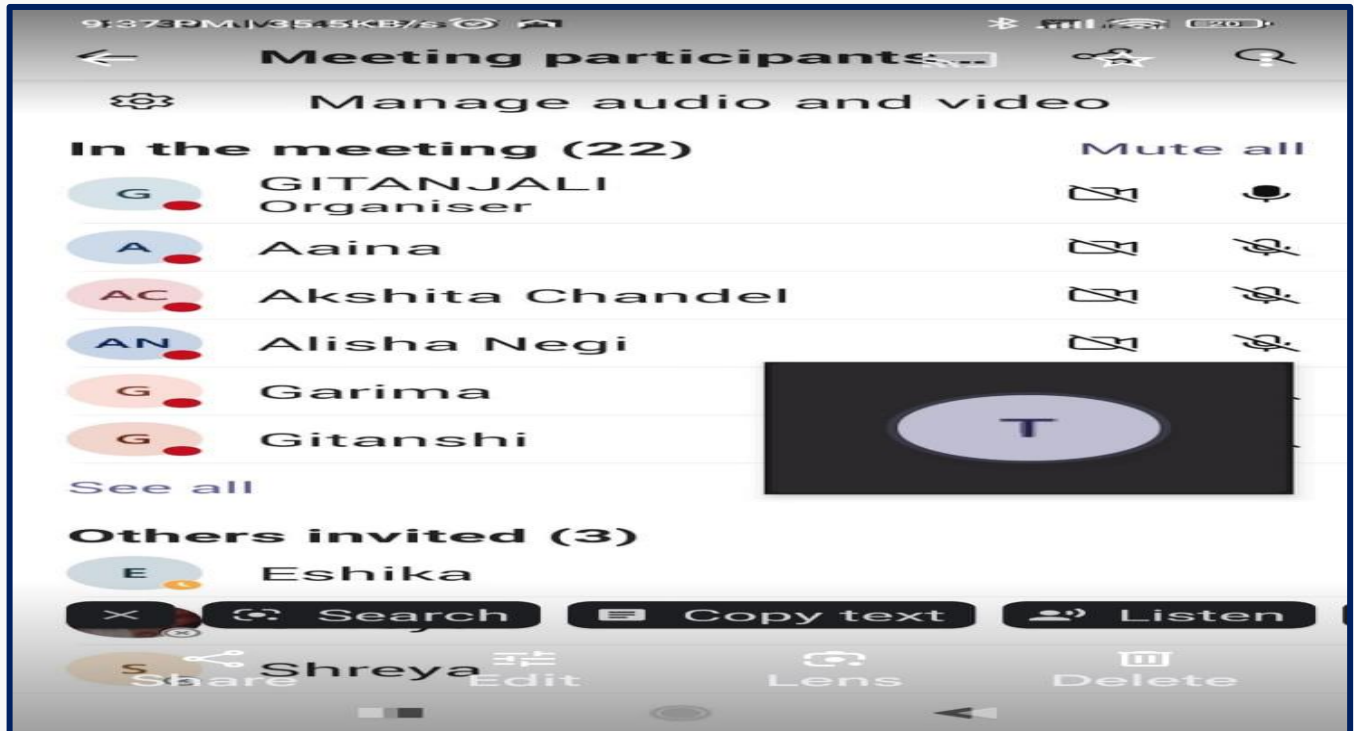 Meeting participants...
Manage audio and video
In the meeting (22) Mute all
G GITANJALI
Organiser
A Aaina
AC Akshita Chandel
AN Alisha Negi
G Garima
T
G Gitanshi
See all
Others invited (3)
E Eshika
Search Copy text Listen
S Shreya
Share Edit Lens Delete